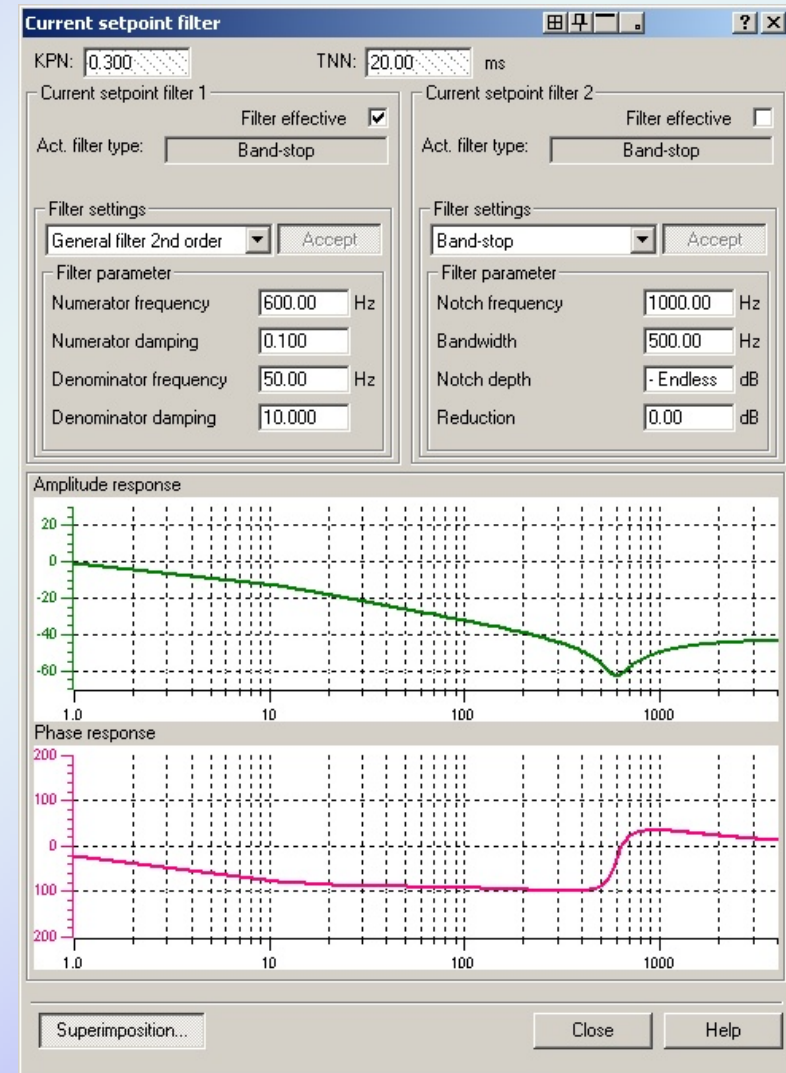 Current setpoint filter
KPN: 0.300 TNN: 20.00 ms
Current setpoint filter 1
Filter effective
Act. filter type: Band-stop
Filter settings
General filter 2nd order Accept
Filter parameter
Numerator frequency 600.00 Hz
Numerator damping 0.100
Denominator frequency 50.00 Hz
Denominator damping 10.000
Current setpoint filter 2
Filter effective
Act. filter type: Band-stop
Filter settings
Band-stop Accept
Filter parameter
Notch frequency 1000.00 Hz
Bandwidth 500.00 Hz
Notch depth - Endless dB
Reduction 0.00 dB
Amplitude response
20
0
-20
-40
-60
1.0 10 100 1000
Phase response
200
100
0
100
200
1.0 10 100 1000
Superimposition... Close Help